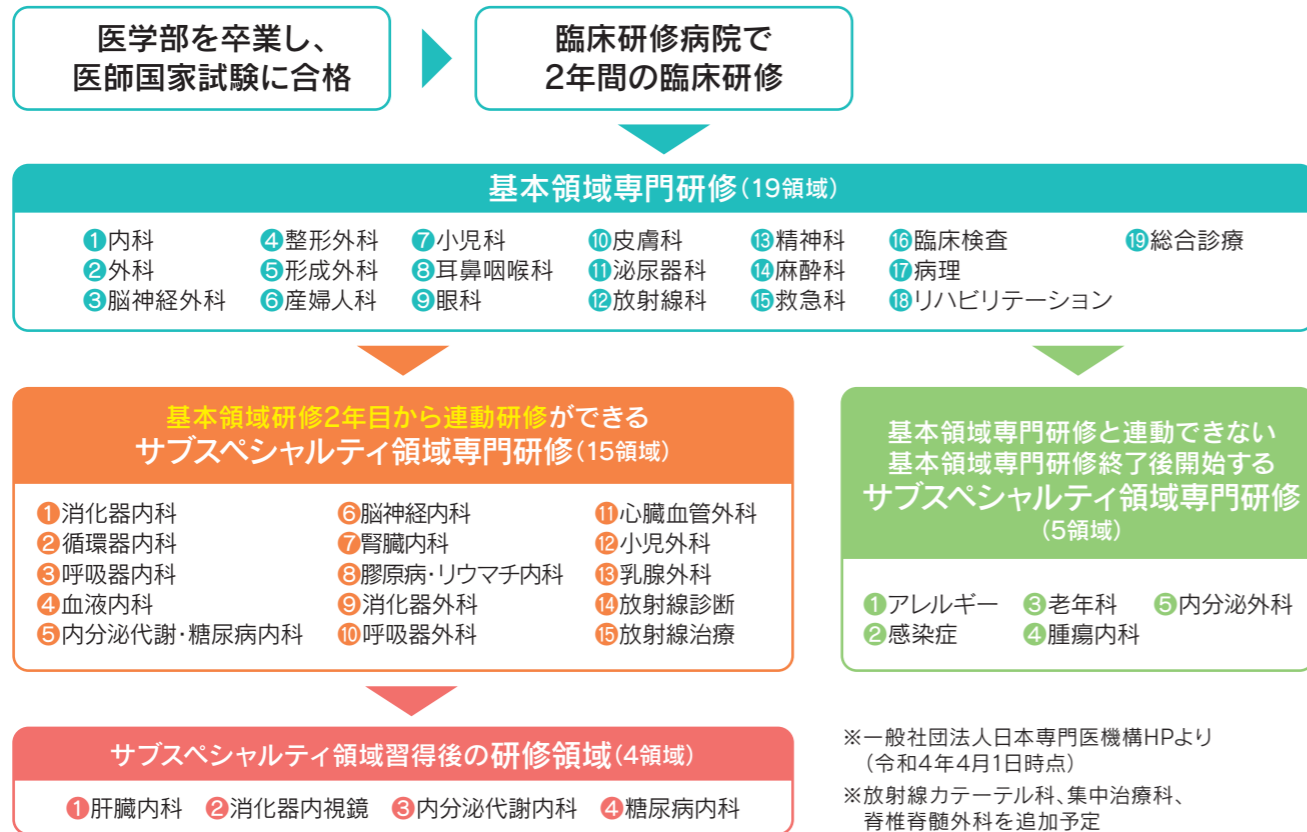 医学部を卒業し、
医師国家試験に合格
臨床研修病院で
2年間の臨床研修
基本領域専門研修(19領域)
❶内科
❷外科
❸脳神経外科
❹整形外科
❺形成外科
❻産婦人科
❼小児科
❽耳鼻咽喉科
❾眼科
❿皮膚科
⓫泌尿器科
⓬放射線科
⓭精神科
⓮麻酔科
⓯救急科
⓰臨床検査
⓱病理
⓲リハビリテーション
⓳総合診療
基本領域研修2年目から連動研修ができる
サブスペシャルティ領域専門研修(15領域)
❶消化器内科
❷循環器内科
❸呼吸器内科
❹血液内科
❺内分泌代謝・糖尿病内科
❻脳神経内科
❼腎臓内科
❽膠原病・リウマチ内科
❾消化器外科
❿呼吸器外科
⓫心臓血管外科
⓬小児外科
⓭乳腺外科
⓮放射線診断
⓯放射線治療
基本領域専門研修と連動できない
基本領域専門研修終了後開始する
サブスペシャルティ領域専門研修
(5領域)
❶アレルギー
❷感染症
❸老年科
❹腫瘍内科
❺内分泌外科
サブスペシャルティ領域習得後の研修領域(4領域)
❶肝臓内科 ❷消化器内視鏡 ❸内分泌代謝内科 ❹糖尿病内科
※一般社団法人日本専門医機構HPより
(令和4年4月1日時点)
※放射線カテーテル科、集中治療科、
脊椎脊髄外科を追加予定